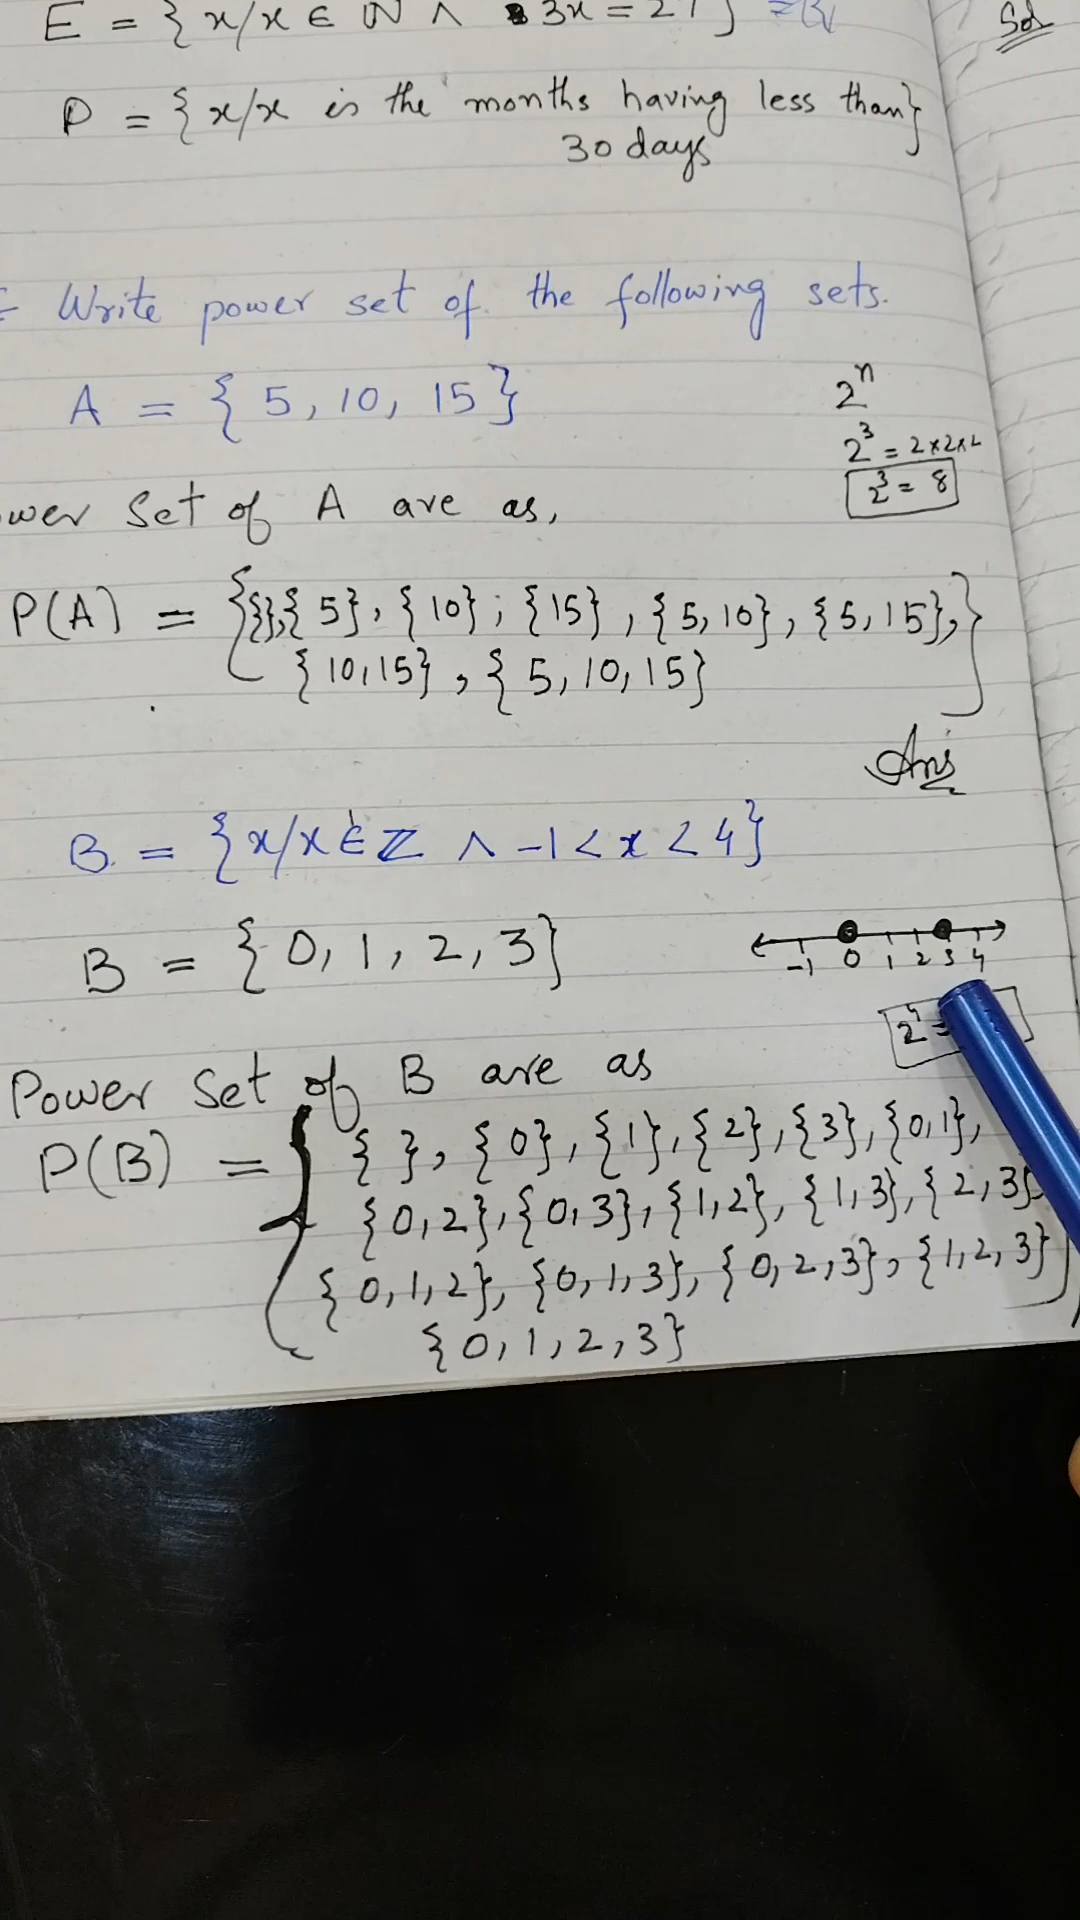 E = {x/x ∈ N ∧ 3x = 2
Sol
P = {x/x is the months having less than}
30 days
Write power set of the following sets.
A = {5, 10, 15}
2ⁿ
2³ = 2×2×2
2³ = 8
wer Set of A are as,
P(A) = {{},{5}, {10}, {15}, {5,10}, {5,15},
{10,15}, {5,10,15}}
Ans
B = {x/x ∈ Z ∧ -1 < x < 4}
B = {0, 1, 2, 3}
-1 0 1 2 3 4
2⁴ =
Power Set of B are as
P(B) = { { }, {0}, {1}, {2}, {3}, {0,1},
{0,2}, {0,3}, {1,2}, {1,3}, {2,3}
{0,1,2}, {0,1,3}, {0,2,3}, {1,2,3}
{0,1,2,3}